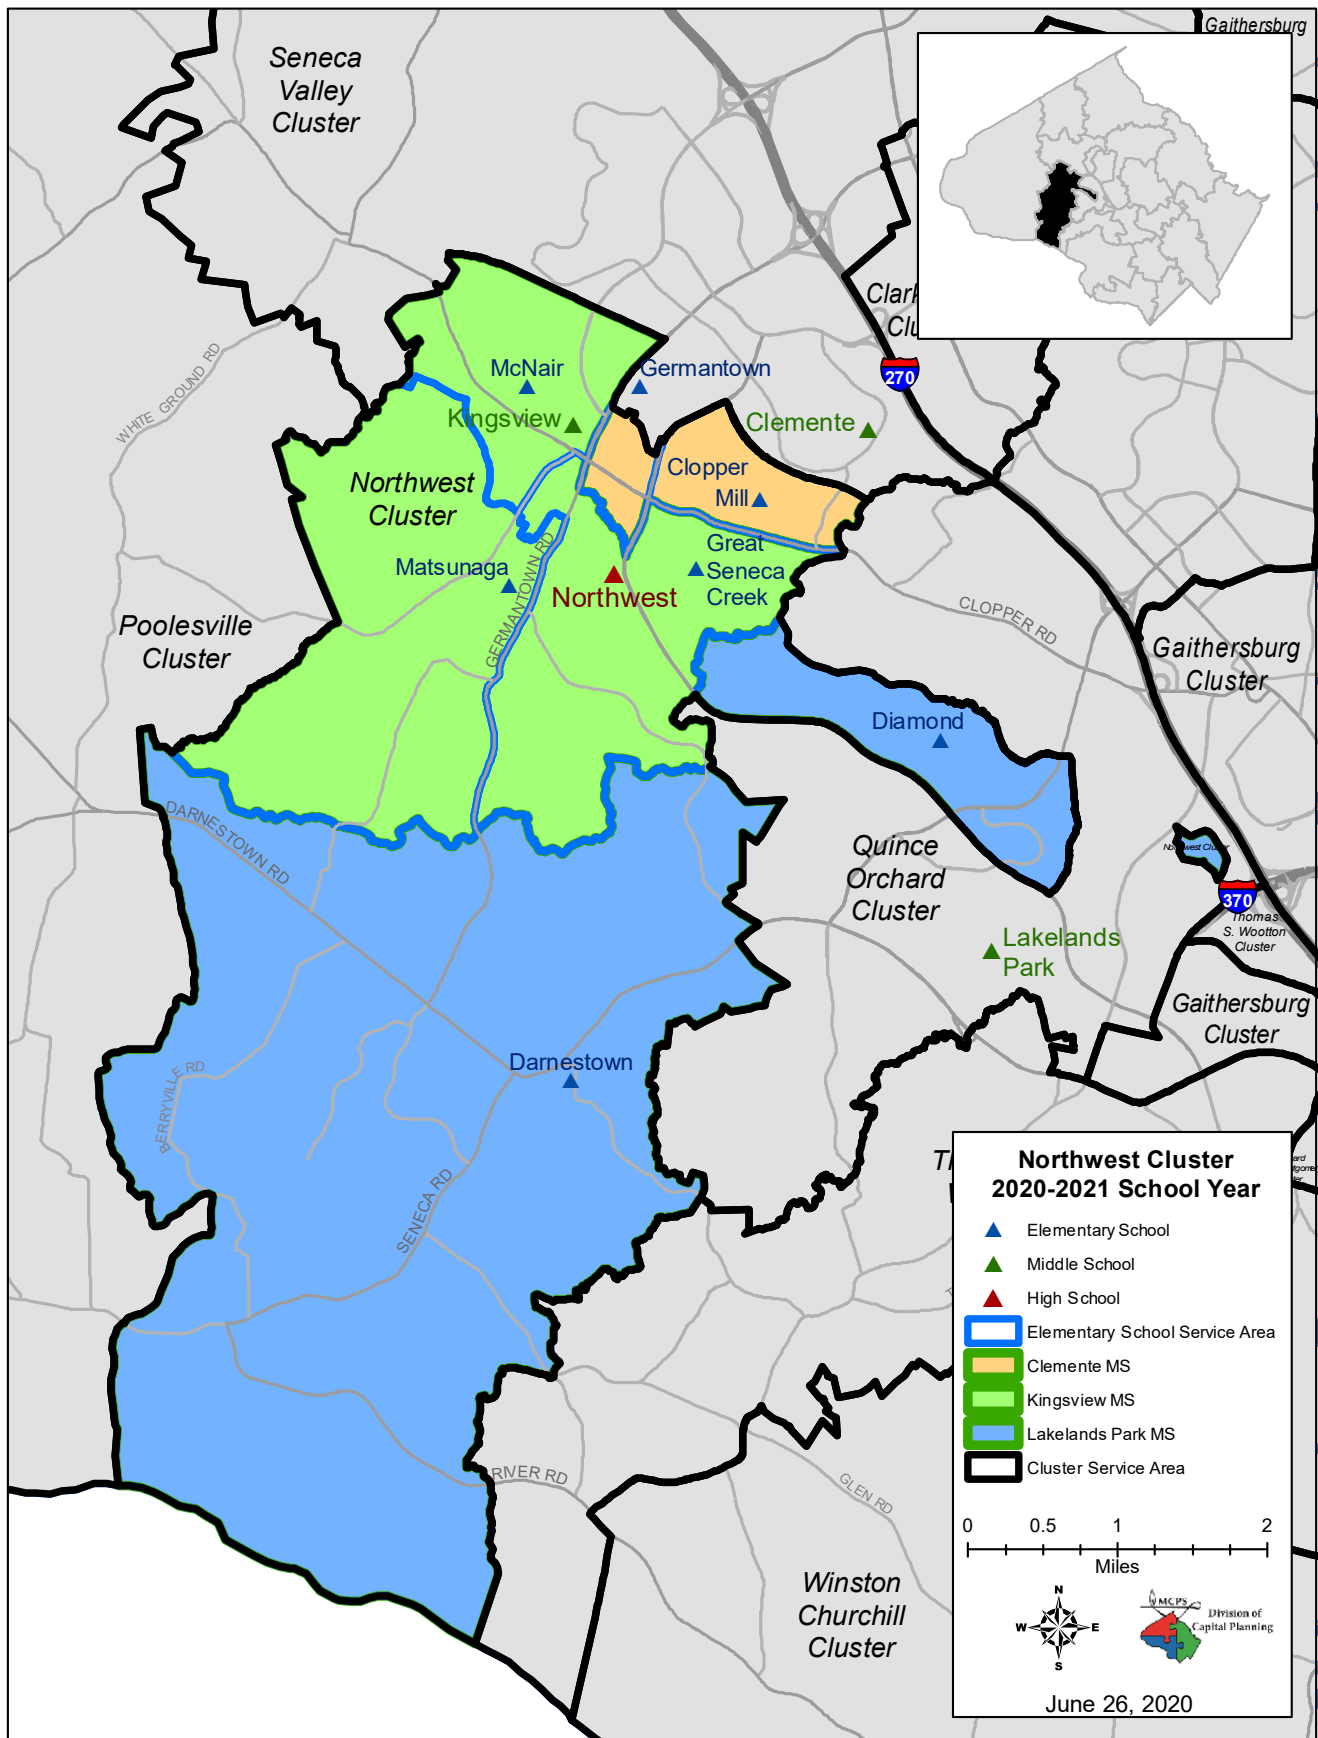 Gaithersburg
Seneca
Valley
Cluster
270
WHITE GROUND RD
McNair
Germantown
Kingsview
Clemente
Clopper
Mill
Northwest
Cluster
Great
Seneca
Creek
Matsunaga
Northwest
GERMANTOWN RD
CLOPPER RD
Poolesville
Cluster
Gaithersburg
Cluster
Diamond
DARNESTOWN RD
Quince
Orchard
Cluster
Northwest Cluster
370
Thomas
S. Wootton
Cluster
Lakelands
Park
Gaithersburg
Cluster
Darnestown
BERRYVILLE RD
SENECA RD
RIVER RD
GLEN RD
Winston
Churchill
Cluster
Northwest Cluster
2020-2021 School Year
Elementary School
Middle School
High School
Elementary School Service Area
Clemente MS
Kingsview MS
Lakelands Park MS
Cluster Service Area
0 0.5 1 2
Miles
N
W E
S
MCPS
Division of
Capital Planning
June 26, 2020